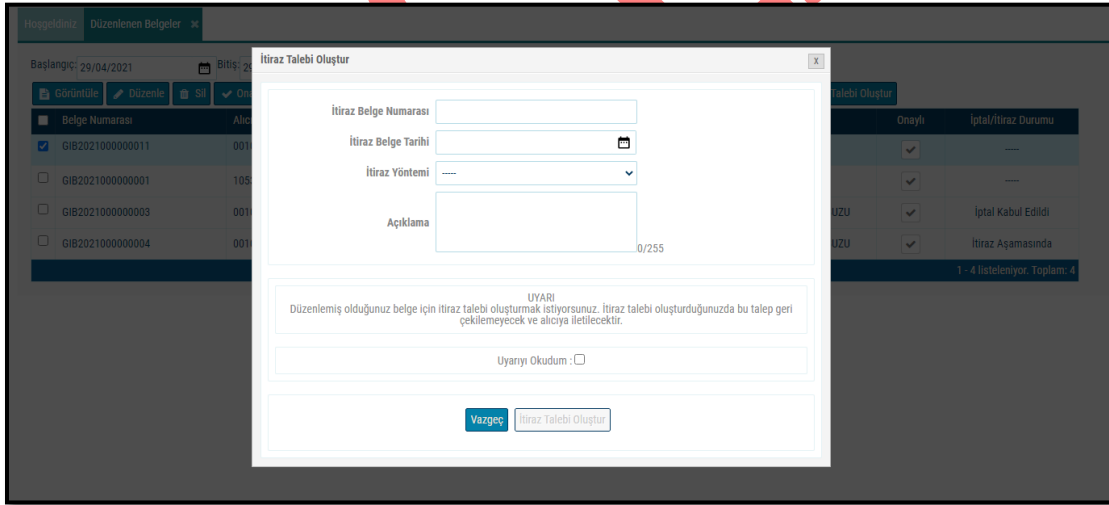 Hoşgeldiniz Düzenlenen Belgeler
Başlangıç: 29/04/2021 Bitiş:
Görüntüle Düzenle Sil Talebi Oluştur
Belge Numarası Onaylı İptal/İtiraz Durumu
GIB2021000000011 -----
GIB2021000000001 -----
GIB2021000000003 İptal Kabul Edildi
GIB2021000000004 İtiraz Aşamasında
1 - 4 listeleniyor. Toplam: 4
İtiraz Talebi Oluştur x
İtiraz Belge Numarası
İtiraz Belge Tarihi
İtiraz Yöntemi -----
Açıklama
0/255
UYARI
Düzenlemiş olduğunuz belge için itiraz talebi oluşturmak istiyorsunuz. İtiraz talebi oluşturduğunuzda bu talep geri
çekilemeyecek ve alıcıya iletilecektir.
Uyarıyı Okudum :
Vazgeç İtiraz Talebi Oluştur